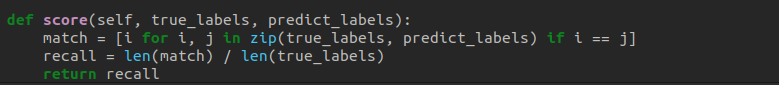 def score(self, true_labels, predict_labels):
    match = [i for i, j in zip(true_labels, predict_labels) if i == j]
    recall = len(match) / len(true_labels)
    return recall